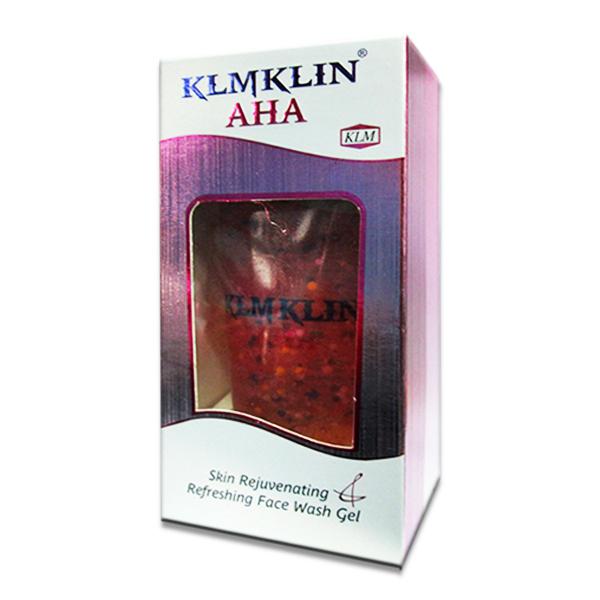 KLMKLIN®
AHA
KLM
KLMKLIN
Skin Rejuvenating &
Refreshing Face Wash Gel